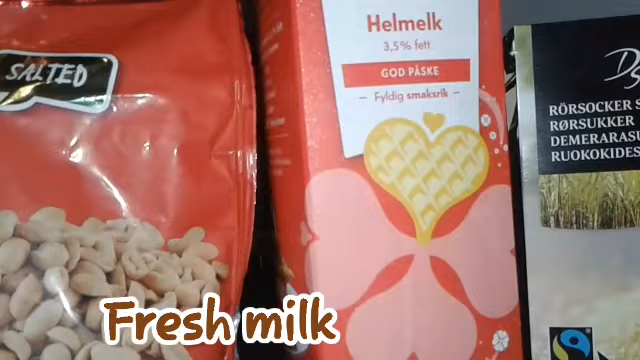 SALTED
Helmelk
3,5% fett
GOD PÅSKE
– Fyldig smaksrik –
RÖRSOCKER
RØRSUKKER
DEMERARASU
RUOKOKIDES
Fresh milk